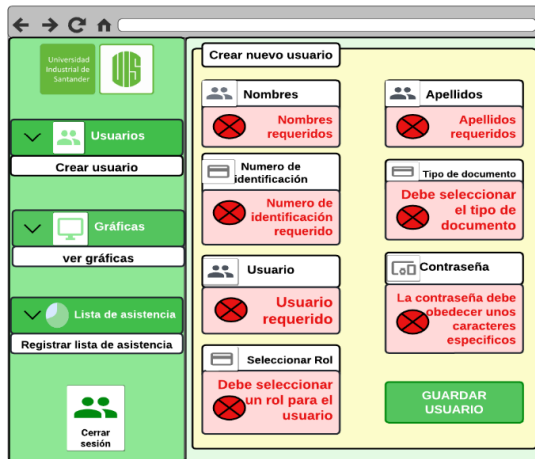 Universidad
Industrial de
Santander
UIS
Usuarios
Crear usuario
Gráficas
ver gráficas
Lista de asistencia
Registrar lista de asistencia
Cerrar
sesión
Crear nuevo usuario
Nombres
Nombres
requeridos
Apellidos
Apellidos
requeridos
Numero de
identificación
Numero de
identificación
requerido
Tipo de documento
Debe seleccionar
el tipo de
documento
Usuario
Usuario
requerido
Contraseña
La contraseña debe
obedecer unos
caracteres
especificos
Seleccionar Rol
Debe seleccionar
un rol para el
usuario
GUARDAR
USUARIO